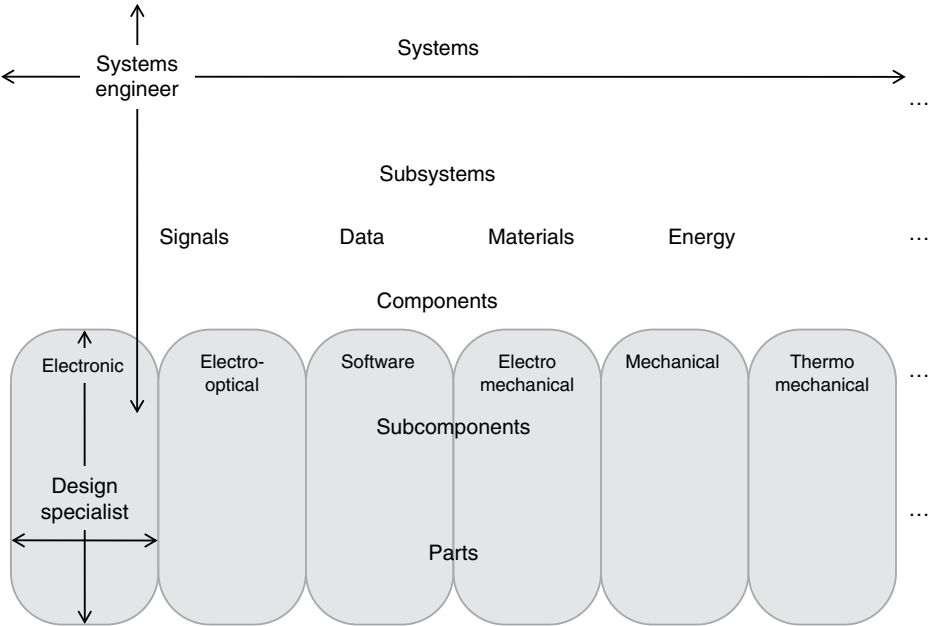 Systems
Systems
engineer
...
Subsystems
Signals
Data
Materials
Energy
...
Components
Electronic
Electro-
optical
Software
Electro
mechanical
Mechanical
Thermo
mechanical
...
Subcomponents
Design
specialist
...
Parts